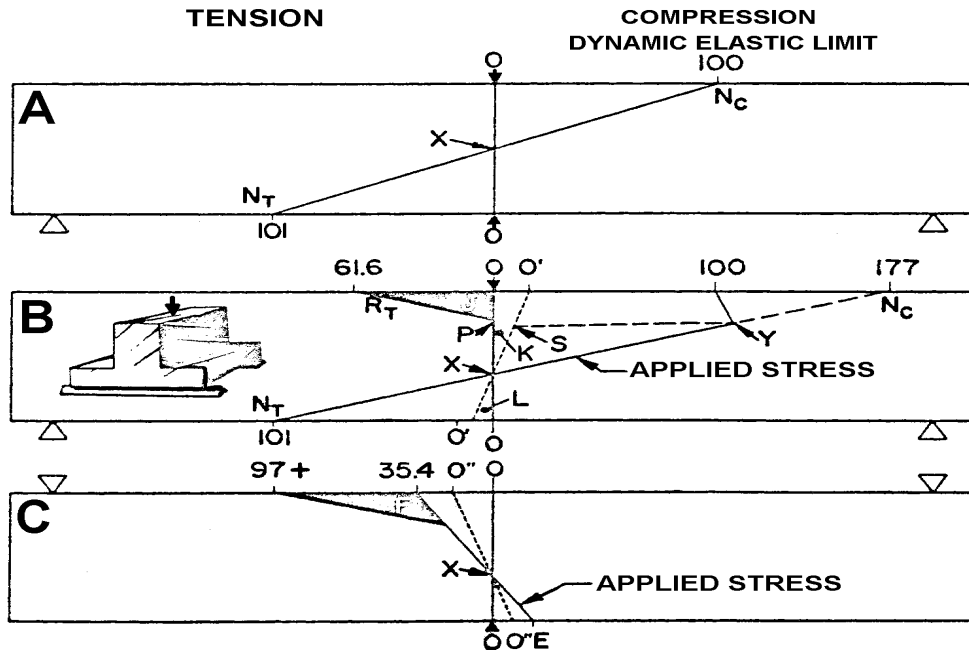 TENSION
COMPRESSION
DYNAMIC ELASTIC LIMIT
O
100
A
NC
X
NT
101
O
61.6
O
O'
100
177
B
RT
NC
P
K
S
Y
X
APPLIED STRESS
L
NT
101
O'
O
97+
35.4
O"
O
C
F
X
APPLIED STRESS
O
O"
E